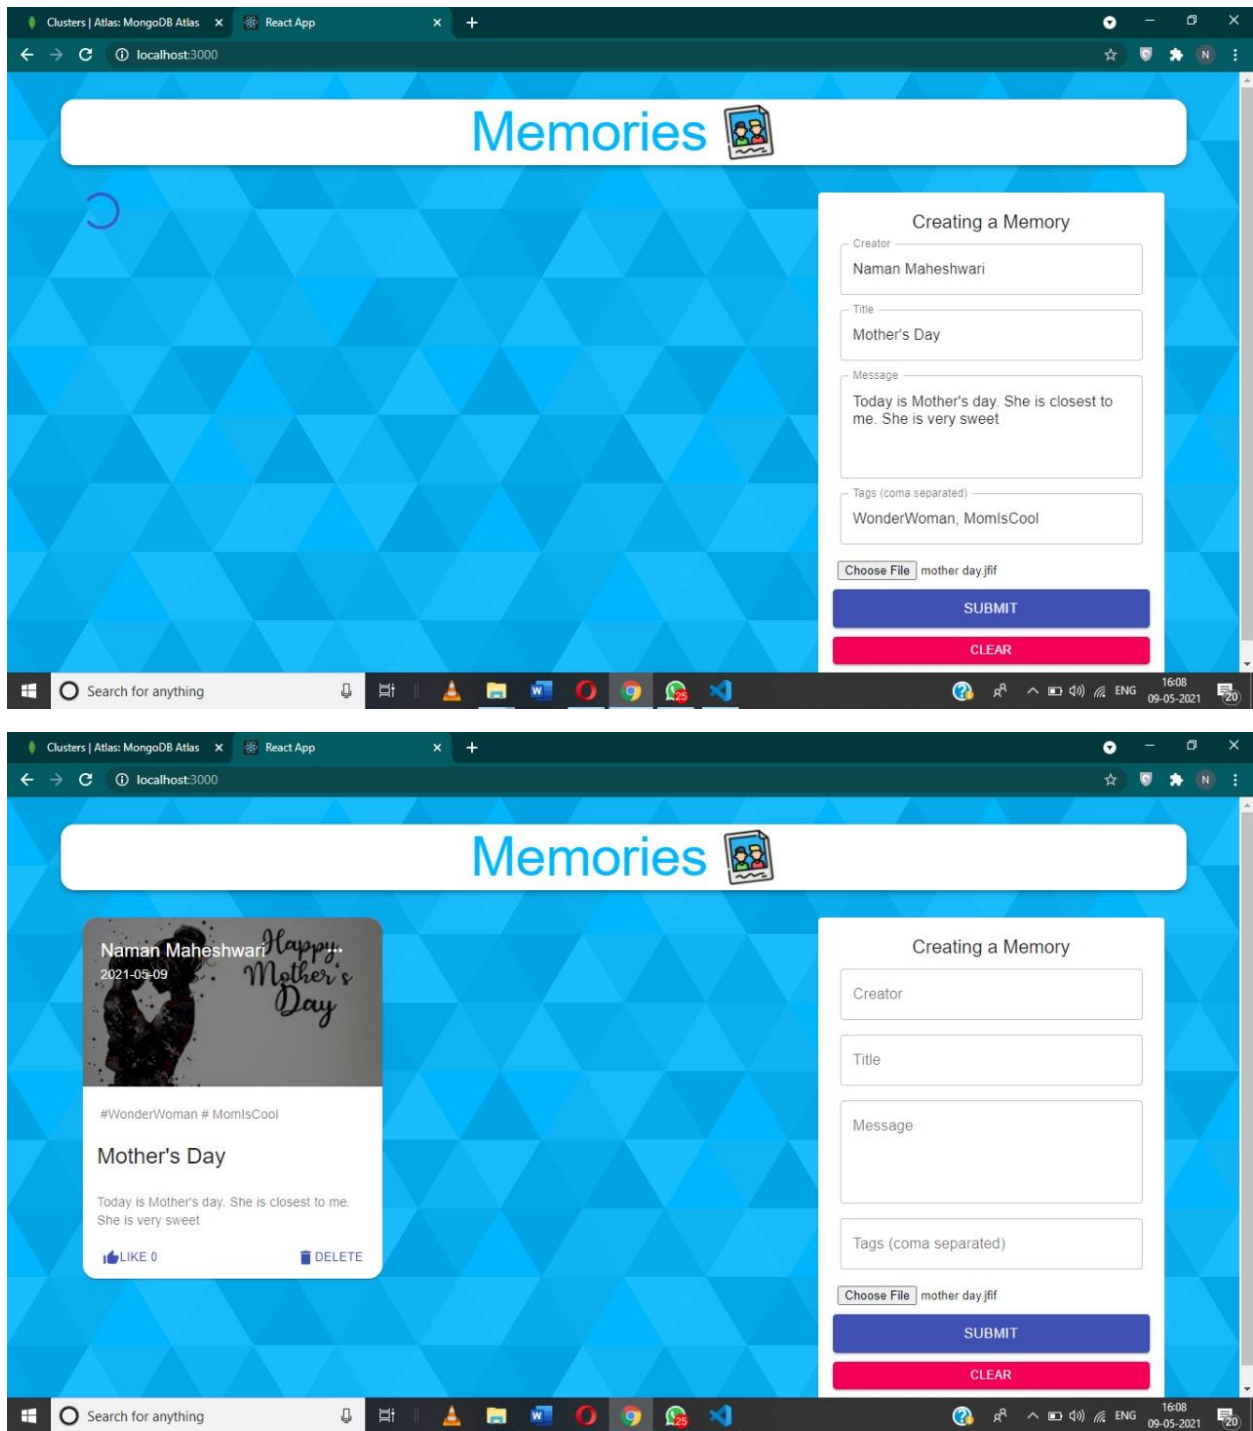 Clusters | Atlas: MongoDB Atlas
React App
localhost:3000
Memories
Creating a Memory
Creator
Naman Maheshwari
Title
Mother's Day
Message
Today is Mother's day. She is closest to
me. She is very sweet
Tags (coma separated)
WonderWoman, MomIsCool
Choose File mother day.jfif
SUBMIT
CLEAR
Search for anything
25
ENG
16:08
09-05-2021
20
Clusters | Atlas: MongoDB Atlas
React App
localhost:3000
N
Memories
Naman Maheshwari
2021-05-09
Happy
Mother's
Day
#WonderWoman # MomIsCool
Mother's Day
Today is Mother's day. She is closest to me.
She is very sweet
LIKE 0
DELETE
Creating a Memory
Creator
Title
Message
Tags (coma separated)
Choose File mother day.jfif
SUBMIT
CLEAR
Search for anything
25
ENG
16:08
09-05-2021
20